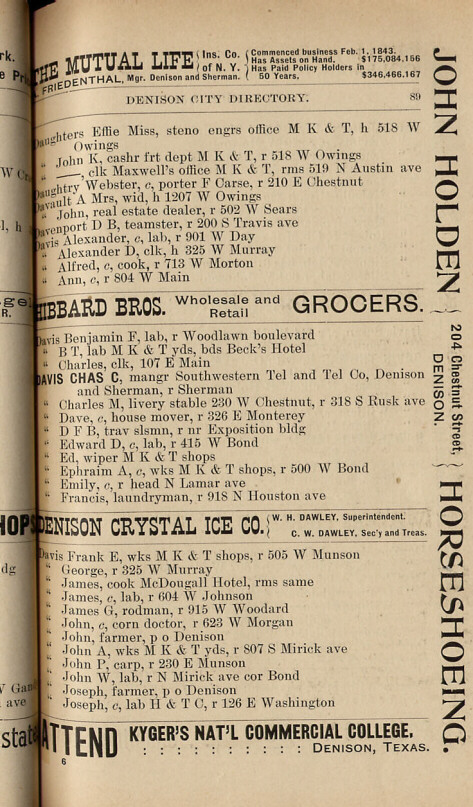 THE MUTUAL LIFE { Ins. Co. of N. Y. { Commenced business Feb. 1, 1843.
Has Assets on Hand. $175,084,156
Has Paid Policy Holders in
50 Years. $346,466.167
FRIEDENTHAL, Mgr. Denison and Sherman.
DENISON CITY DIRECTORY. 89
Daughters Effie Miss, steno engrs office M K & T, h 518 W
Owings
" John K, cashr frt dept M K & T, r 518 W Owings
" ——, clk Maxwell's office M K & T, rms 519 N Austin ave
Daughtry Webster, c, porter F Carse, r 210 E Chestnut
Davault A Mrs, wid, h 1207 W Owings
" John, real estate dealer, r 502 W Sears
Davenport D B, teamster, r 200 S Travis ave
Davis Alexander, c, lab, r 901 W Day
" Alexander D, clk, h 325 W Murray
" Alfred, c, cook, r 713 W Morton
" Ann, c, r 804 W Main
HIBBARD BROS. Wholesale and Retail GROCERS.
Davis Benjamin F, lab, r Woodlawn boulevard
" B T, lab M K & T yds, bds Beck's Hotel
" Charles, clk, 107 E Main
DAVIS CHAS C, mangr Southwestern Tel and Tel Co, Denison
and Sherman, r Sherman
" Charles M, livery stable 230 W Chestnut, r 318 S Rusk ave
" Dave, c, house mover, r 326 E Monterey
" D F B, trav slsmn, r nr Exposition bldg
" Edward D, c, lab, r 415 W Bond
" Ed, wiper M K & T shops
" Ephraim A, c, wks M K & T shops, r 500 W Bond
" Emily, c, r head N Lamar ave
" Francis, laundryman, r 918 N Houston ave
DENISON CRYSTAL ICE CO. { W. H. DAWLEY, Superintendent.
C. W. DAWLEY, Sec'y and Treas.
Davis Frank E, wks M K & T shops, r 505 W Munson
" George, r 325 W Murray
" James, cook McDougall Hotel, rms same
" James, c, lab, r 604 W Johnson
" James G, rodman, r 915 W Woodard
" John, c, corn doctor, r 623 W Morgan
" John, farmer, p o Denison
" John A, wks M K & T yds, r 807 S Mirick ave
" John P, carp, r 230 E Munson
" John W, lab, r N Mirick ave cor Bond
" Joseph, farmer, p o Denison
" Joseph, c, lab H & T C, r 126 E Washington
ATTEND KYGER'S NAT'L COMMERCIAL COLLEGE,
: : : : : : : : : : DENISON, TEXAS.
6
JOHN HOLDEN { 204 Chestnut Street, DENISON. } HORSESHOEING.